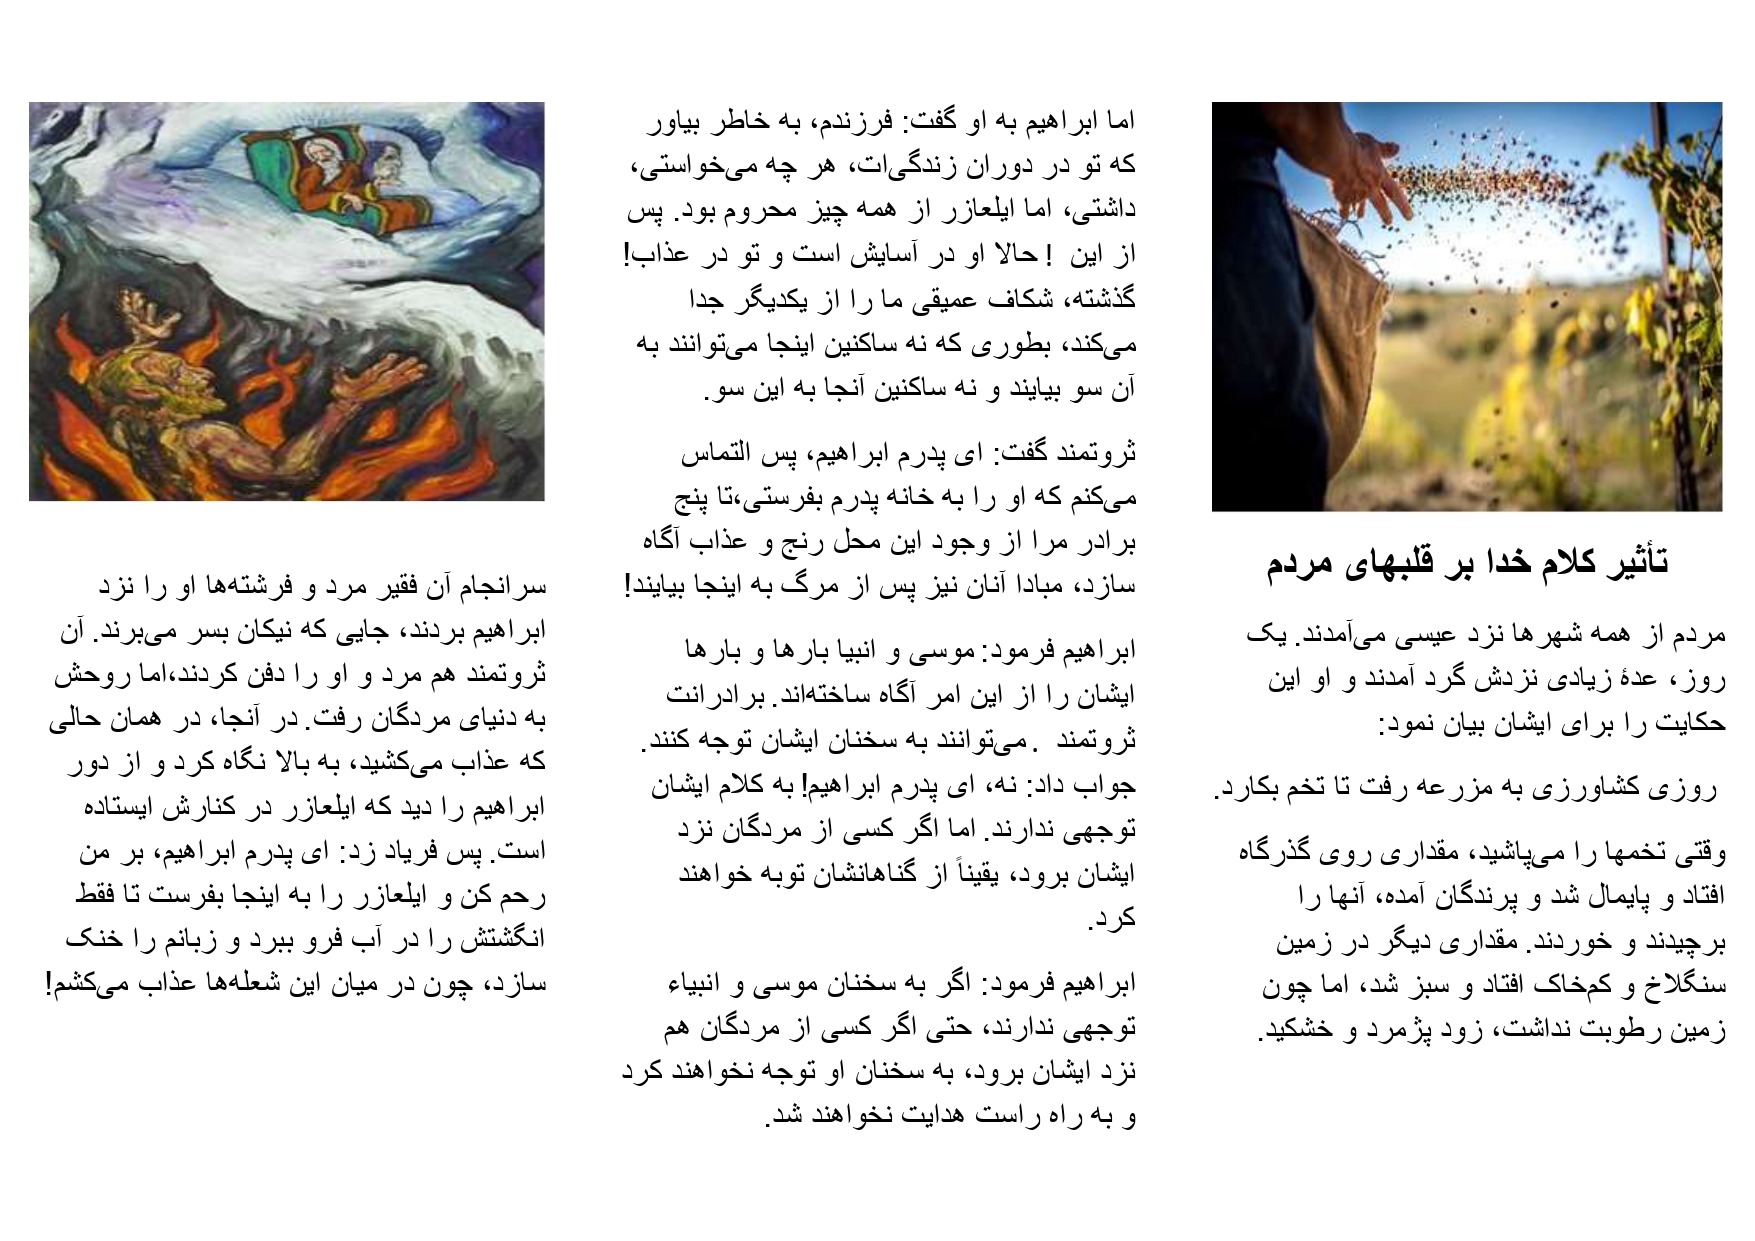 تأثیر کلام خدا بر قلبهای مردم
مردم از همه شهرها نزد عیسی می‌آمدند. یک
روز، عدهٔ زیادی نزدش گرد آمدند و او این
حکایت را برای ایشان بیان نمود:
روزی کشاورزی به مزرعه رفت تا تخم بکارد.
وقتی تخمها را می‌پاشید، مقداری روی گذرگاه
افتاد و پایمال شد و پرندگان آمده، آنها را
برچیدند و خوردند. مقداری دیگر در زمین
سنگلاخ و کم‌خاک افتاد و سبز شد، اما چون
زمین رطوبت نداشت، زود پژمرد و خشکید.
اما ابراهیم به او گفت: فرزندم، به خاطر بیاور
که تو در دوران زندگی‌ات، هر چه می‌خواستی،
داشتی، اما ایلعازر از همه چیز محروم بود. پس
از این  ! حالا او در آسایش است و تو در عذاب!
گذشته، شکاف عمیقی ما را از یکدیگر جدا
می‌کند، بطوری که نه ساکنین اینجا می‌توانند به
آن سو بیایند و نه ساکنین آنجا به این سو.
ثروتمند گفت: ای پدرم ابراهیم، پس التماس
می‌کنم که او را به خانه پدرم بفرستی،تا پنج
برادر مرا از وجود این محل رنج و عذاب آگاه
سازد، مبادا آنان نیز پس از مرگ به اینجا بیایند!
ابراهیم فرمود: موسی و انبیا بارها و بارها
ایشان را از این امر آگاه ساخته‌اند. برادرانت
ثروتمند  . می‌توانند به سخنان ایشان توجه کنند.
جواب داد: نه، ای پدرم ابراهیم! به کلام ایشان
توجهی ندارند. اما اگر کسی از مردگان نزد
ایشان برود، یقیناً از گناهانشان توبه خواهند
کرد.
ابراهیم فرمود: اگر به سخنان موسی و انبیاء
توجهی ندارند، حتی اگر کسی از مردگان هم
نزد ایشان برود، به سخنان او توجه نخواهند کرد
و به راه راست هدایت نخواهند شد.
سرانجام آن فقیر مرد و فرشته‌ها او را نزد
ابراهیم بردند، جایی که نیکان بسر می‌برند. آن
ثروتمند هم مرد و او را دفن کردند،اما روحش
به دنیای مردگان رفت. در آنجا، در همان حالی
که عذاب می‌کشید، به بالا نگاه کرد و از دور
ابراهیم را دید که ایلعازر در کنارش ایستاده
است. پس فریاد زد: ای پدرم ابراهیم، بر من
رحم کن و ایلعازر را به اینجا بفرست تا فقط
انگشتش را در آب فرو ببرد و زبانم را خنک
سازد، چون در میان این شعله‌ها عذاب می‌کشم!